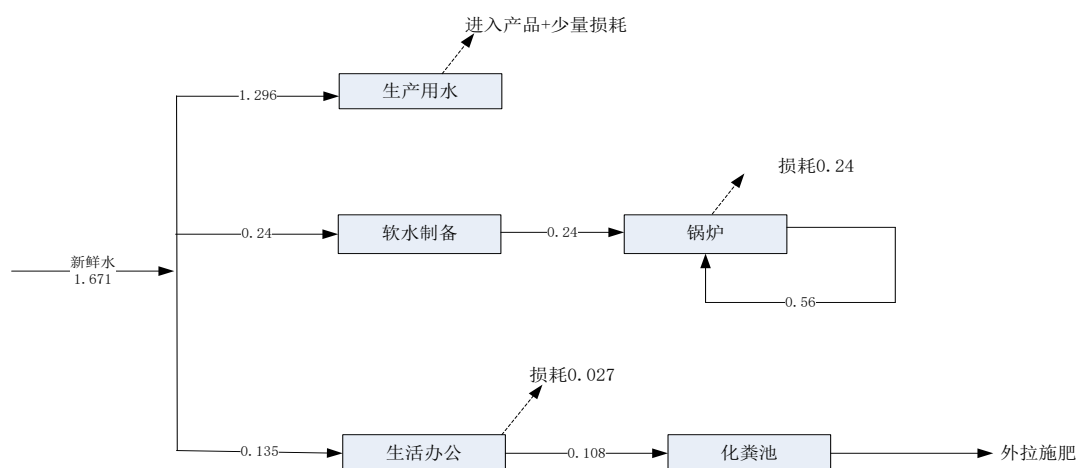 进入产品+少量损耗
1.296
生产用水
损耗0.24
0.24
软水制备
0.24
锅炉
新鲜水
1.671
0.56
损耗0.027
0.135
生活办公
0.108
化粪池
外拉施肥